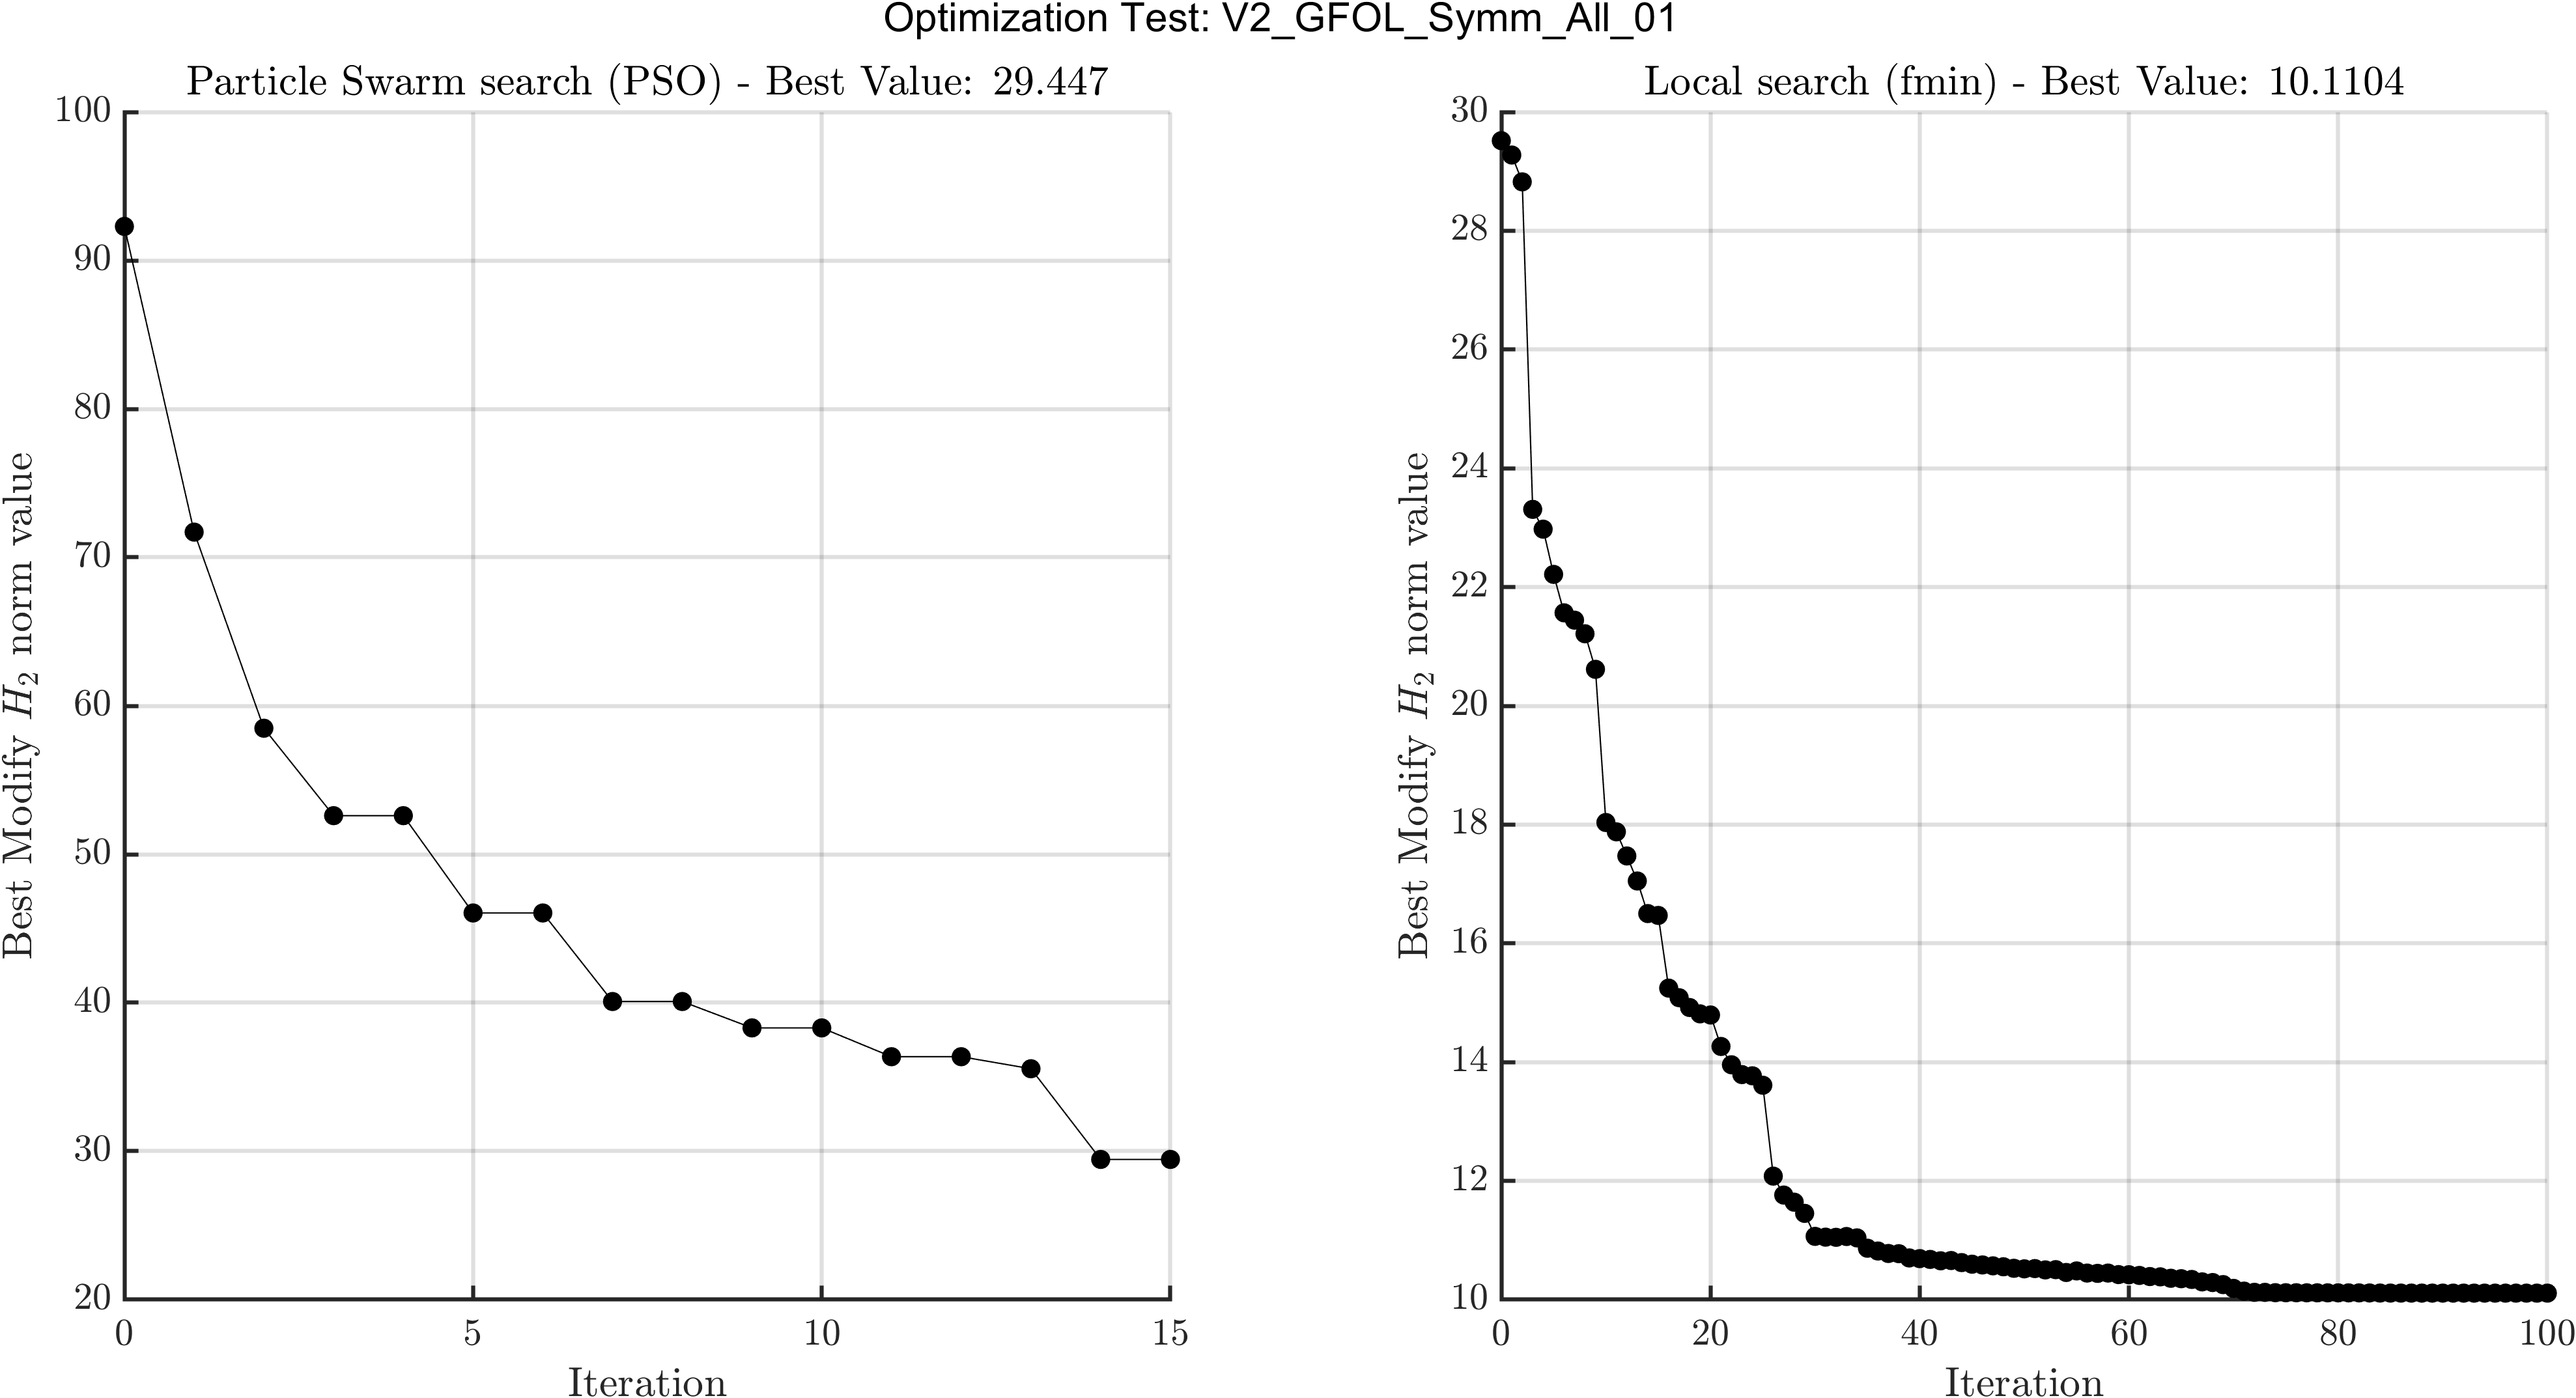 Optimization Test: V2_GFOL_Symm_All_01
Particle Swarm search (PSO) - Best Value: 29.447
100
90
80
70
60
50
40
30
20
0 5 10 15
Iteration
Best Modify H₂ norm value
Local search (fmin) - Best Value: 10.1104
30
28
26
24
22
20
18
16
14
12
10
0 20 40 60 80 100
Iteration
Best Modify H₂ norm value